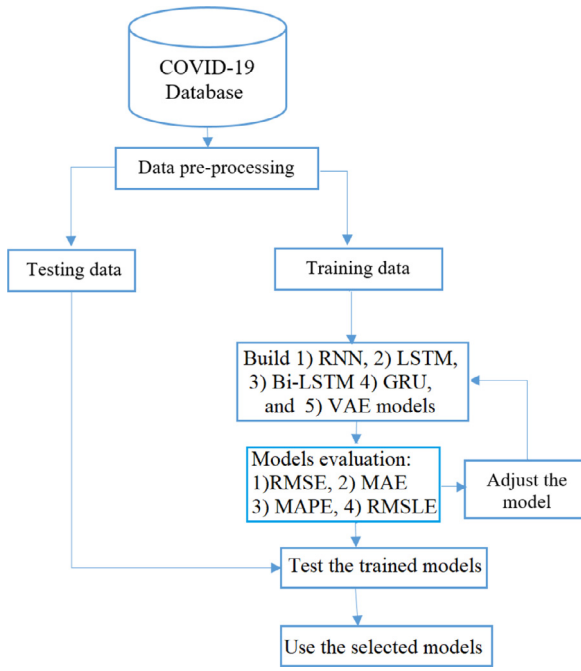 COVID-19
Database
Data pre-processing
Testing data
Training data
Build 1) RNN, 2) LSTM,
3) Bi-LSTM 4) GRU,
and 5) VAE models
Models evaluation:
1)RMSE, 2) MAE
3) MAPE, 4) RMSLE
Adjust the
model
Test the trained models
Use the selected models